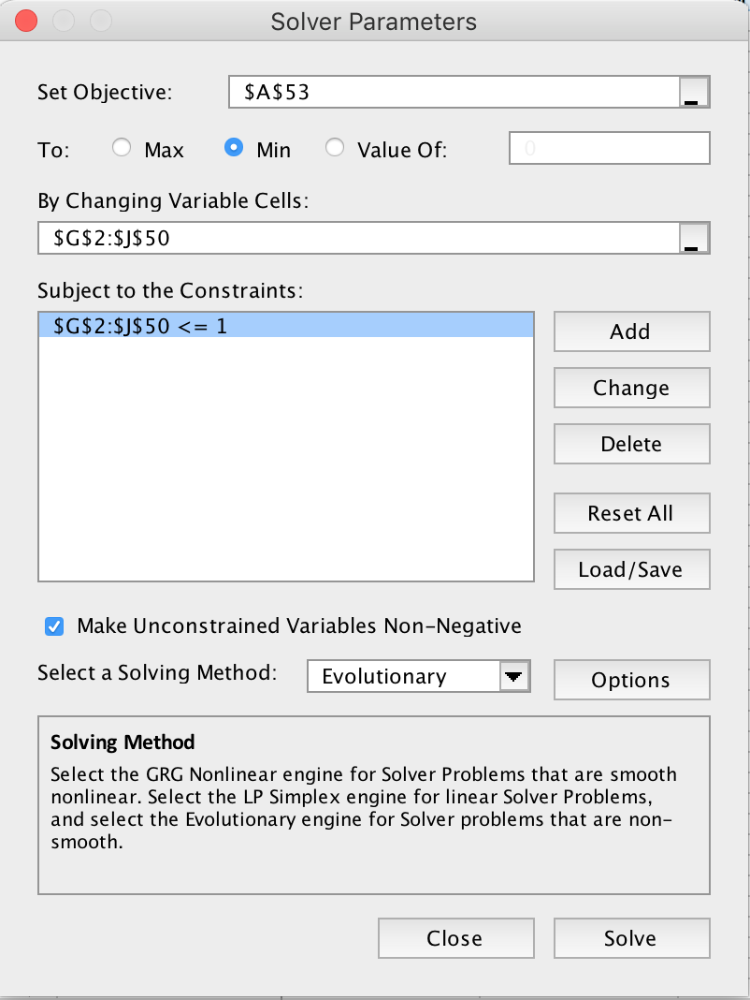 Solver Parameters
Set Objective: $A$53
To: Max Min Value Of: 0
By Changing Variable Cells:
$G$2:$J$50
Subject to the Constraints:
$G$2:$J$50 <= 1
Add
Change
Delete
Reset All
Load/Save
Make Unconstrained Variables Non-Negative
Select a Solving Method: Evolutionary Options
Solving Method
Select the GRG Nonlinear engine for Solver Problems that are smooth
nonlinear. Select the LP Simplex engine for linear Solver Problems,
and select the Evolutionary engine for Solver problems that are non-
smooth.
Close Solve